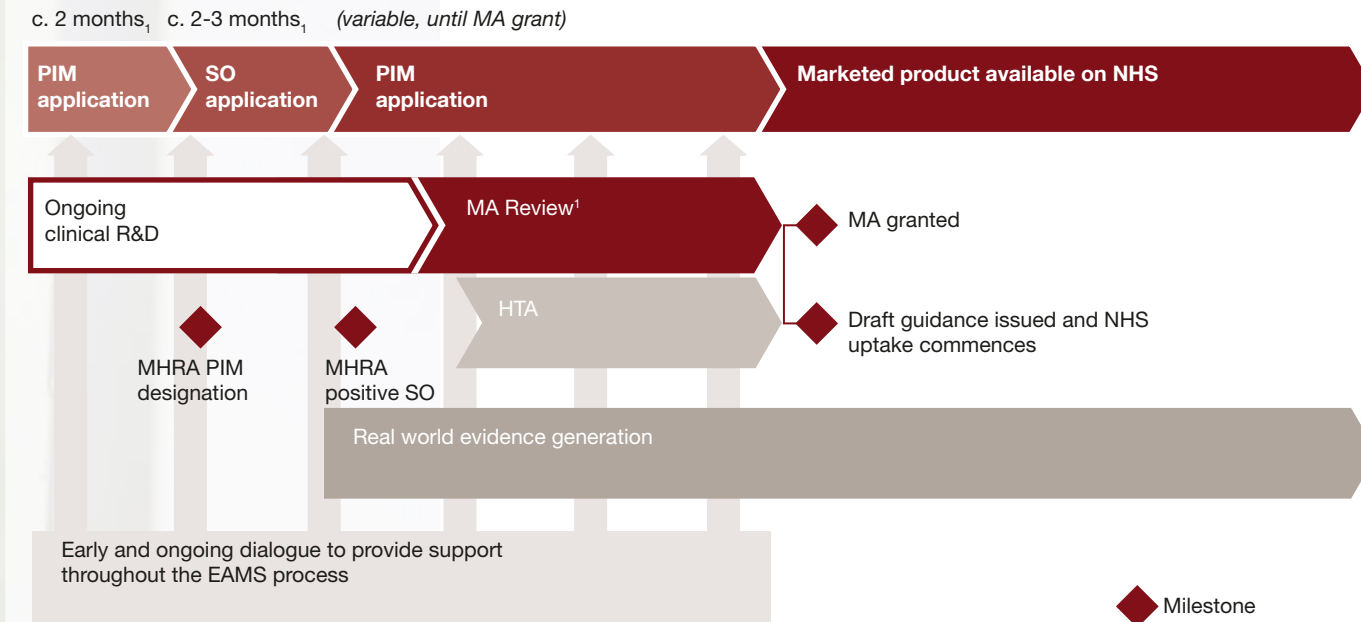 c. 2 months1 c. 2-3 months1 (variable, until MA grant)
PIM
application
SO
application
PIM
application
Marketed product available on NHS
Ongoing
clinical R&D
MA Review1
MA granted
HTA
Draft guidance issued and NHS
uptake commences
MHRA PIM
designation
MHRA
positive SO
Real world evidence generation
Early and ongoing dialogue to provide support
throughout the EAMS process
Milestone